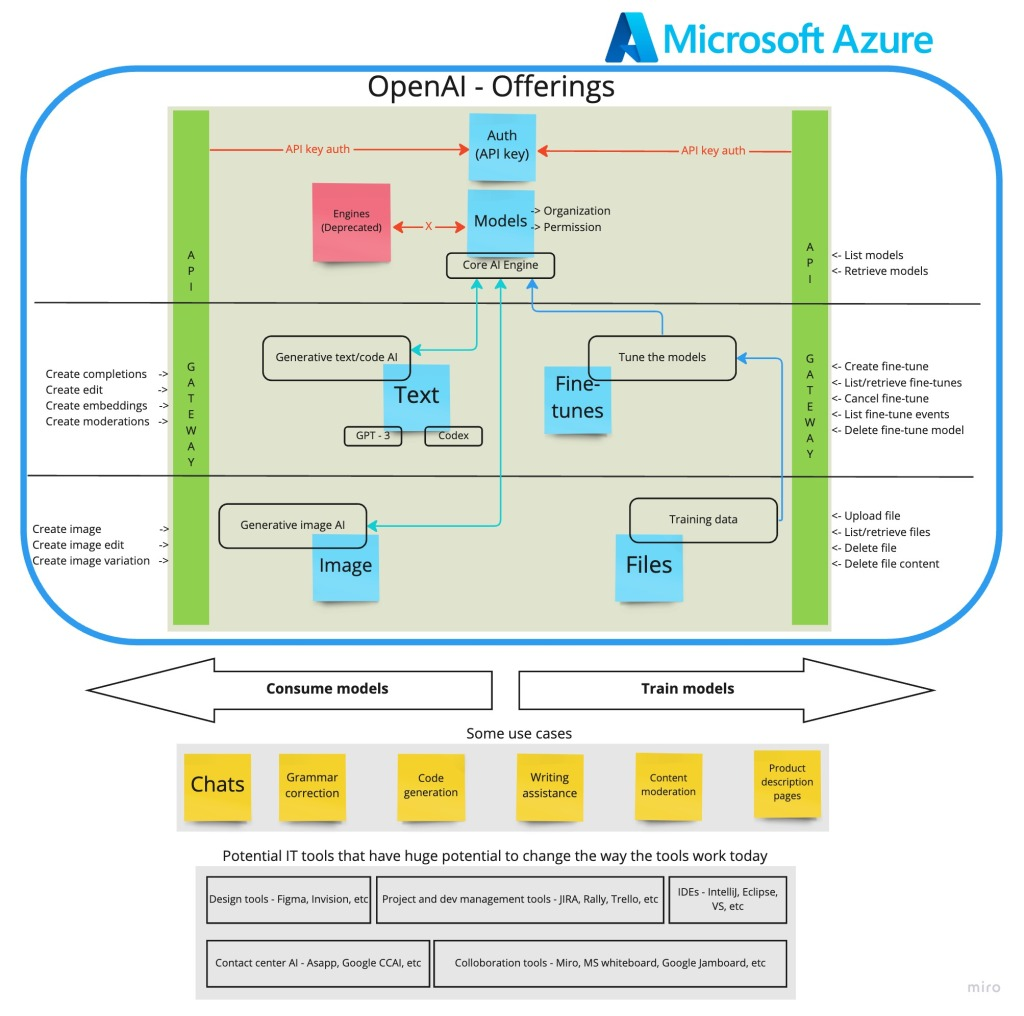 Microsoft Azure
OpenAI - Offerings
Auth
(API key)
API key auth
API key auth
Engines
(Deprecated)
X
Models
-> Organization
-> Permission
Core AI Engine
A
P
I
A
P
I
<- List models
<- Retrieve models
G
A
T
E
W
A
Y
G
A
T
E
W
A
Y
Create completions ->
Create edit ->
Create embeddings ->
Create moderations ->
Generative text/code AI
Text
GPT - 3
Codex
Tune the models
Fine-
tunes
<- Create fine-tune
<- List/retrieve fine-tunes
<- Cancel fine-tune
<- List fine-tune events
<- Delete fine-tune model
Create image ->
Create image edit ->
Create image variation ->
Generative image AI
Image
Training data
Files
<- Upload file
<- List/retrieve files
<- Delete file
<- Delete file content
Consume models
Train models
Some use cases
Chats
Grammar
correction
Code
generation
Writing
assistance
Content
moderation
Product
description
pages
Potential IT tools that have huge potential to change the way the tools work today
Design tools - Figma, Invision, etc
Project and dev management tools - JIRA, Rally, Trello, etc
IDEs - IntelliJ, Eclipse,
VS, etc
Contact center AI - Asapp, Google CCAI, etc
Colloboration tools - Miro, MS whiteboard, Google Jamboard, etc
miro